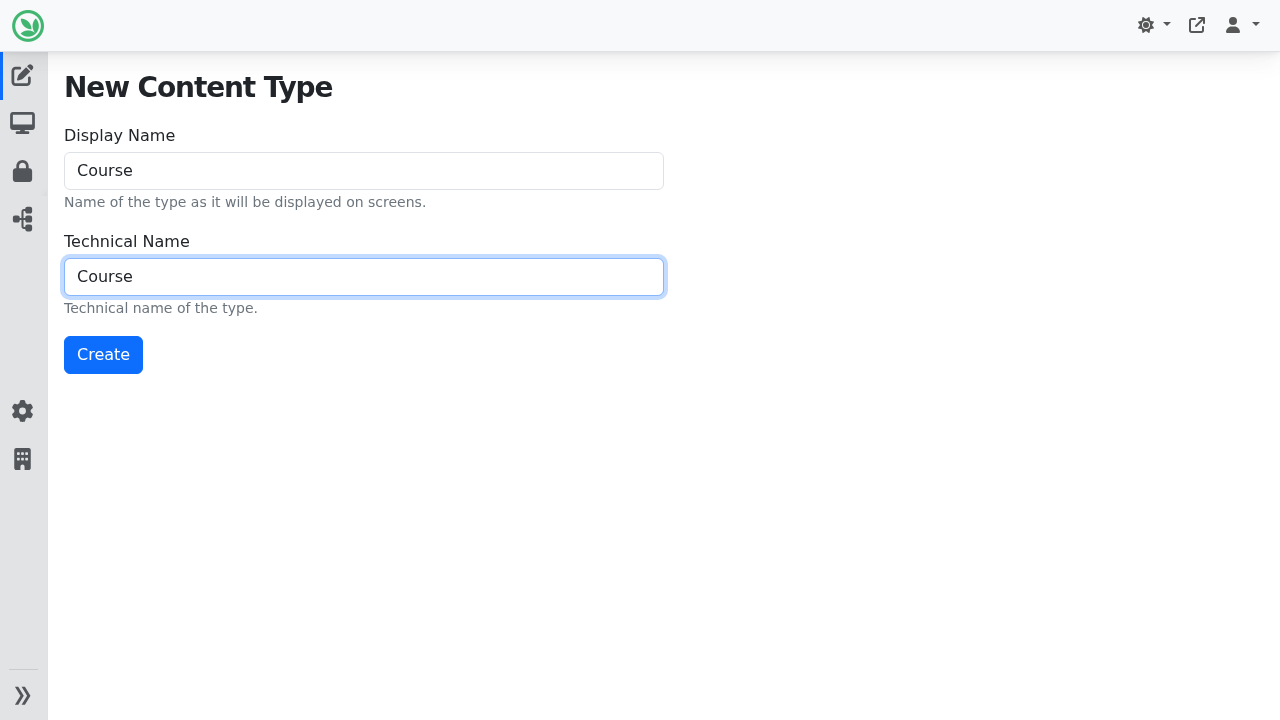 New Content Type
Display Name
Course
Name of the type as it will be displayed on screens.
Technical Name
Course
Technical name of the type.
Create